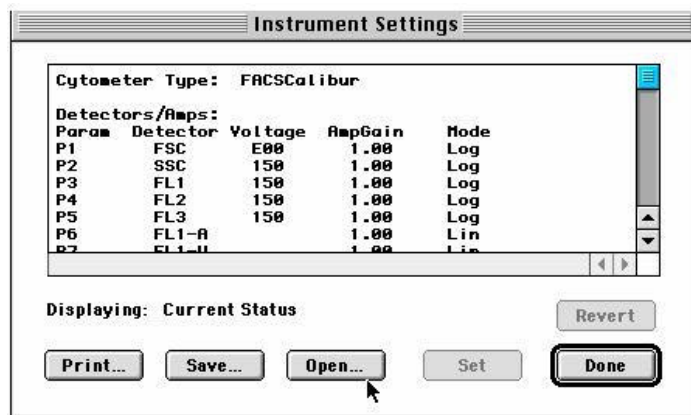 Instrument Settings
Cytometer Type: FACSCalibur
Detectors/Amps:
Param Detector Voltage AmpGain Mode
P1 FSC E00 1.00 Log
P2 SSC 150 1.00 Log
P3 FL1 150 1.00 Log
P4 FL2 150 1.00 Log
P5 FL3 150 1.00 Log
P6 FL1-A 1.00 Lin
Displaying: Current Status
Revert
Print... Save... Open... Set Done